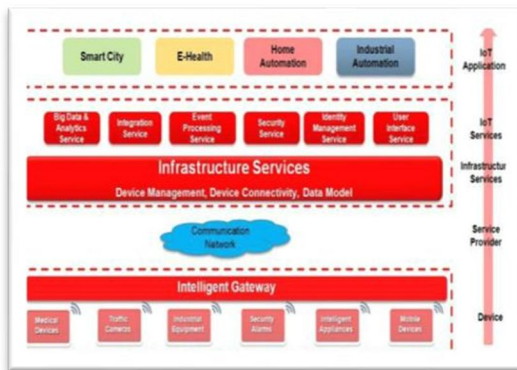 Smart City
E-Health
Home
Automation
Industrial
Automation
IoT
Application
Big Data &
Analytics
Service
Integration
Service
Event
Processing
Service
Security
Service
Identity
Management
Service
User
Interface
Service
IoT
Services
Infrastructure Services
Device Management, Device Connectivity, Data Model
Infrastructur
Services
Communication
Network
Service
Provider
Intelligent Gateway
Medical
Devices
Traffic
Cameras
Industrial
Equipment
Security
Alarms
Intelligent
Appliances
Mobile
Devices
Device